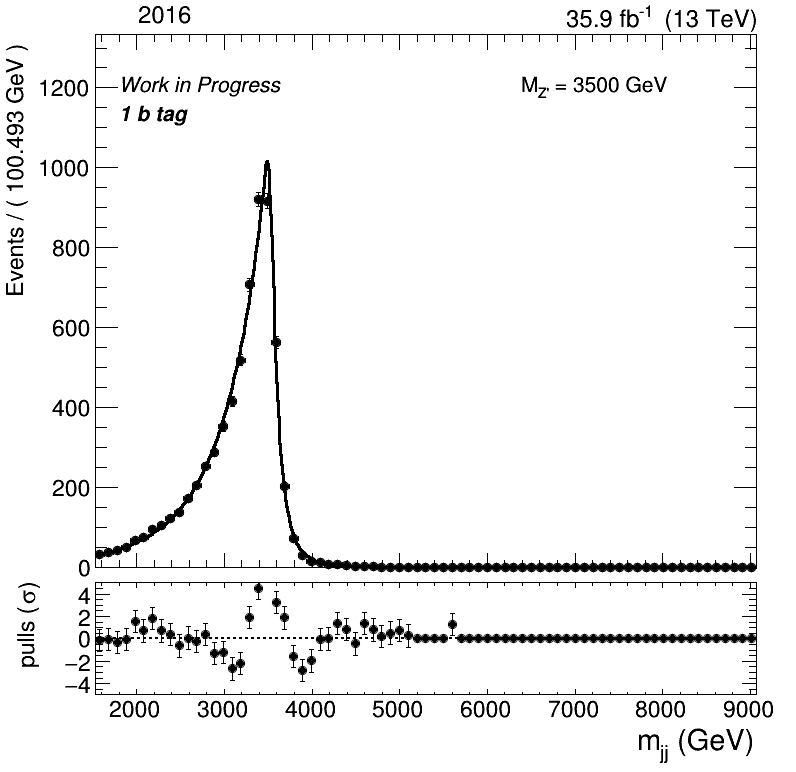 2016
35.9 fb⁻¹ (13 TeV)
Events / ( 100.493 GeV )
1200
1000
800
600
400
200
0
Work in Progress
1 b tag
M_Z' = 3500 GeV
pulls (σ)
4
2
0
−2
−4
2000 3000 4000 5000 6000 7000 8000 9000
m_jj (GeV)